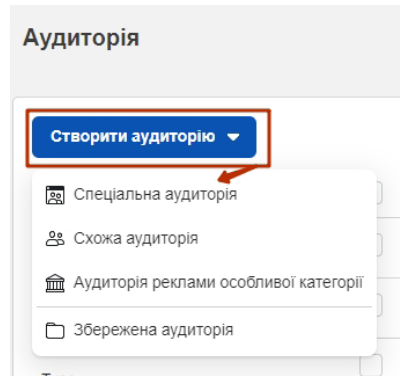 Аудиторія
Створити аудиторію
Спеціальна аудиторія
Схожа аудиторія
Аудиторія реклами особливої категорії
Збережена аудиторія